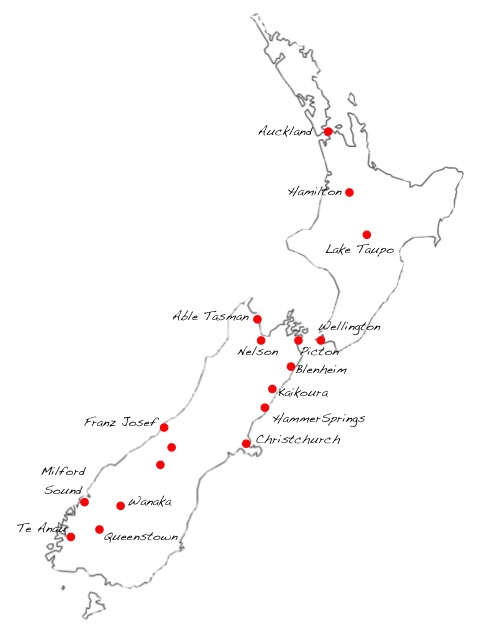 Auckland
Hamilton
Lake Taupo
Able Tasman
Wellington
Nelson
Picton
Blenheim
Kaikoura
HammerSprings
Franz Josef
Christchurch
Milford
Sound
Wanaka
Te Anau
Queenstown